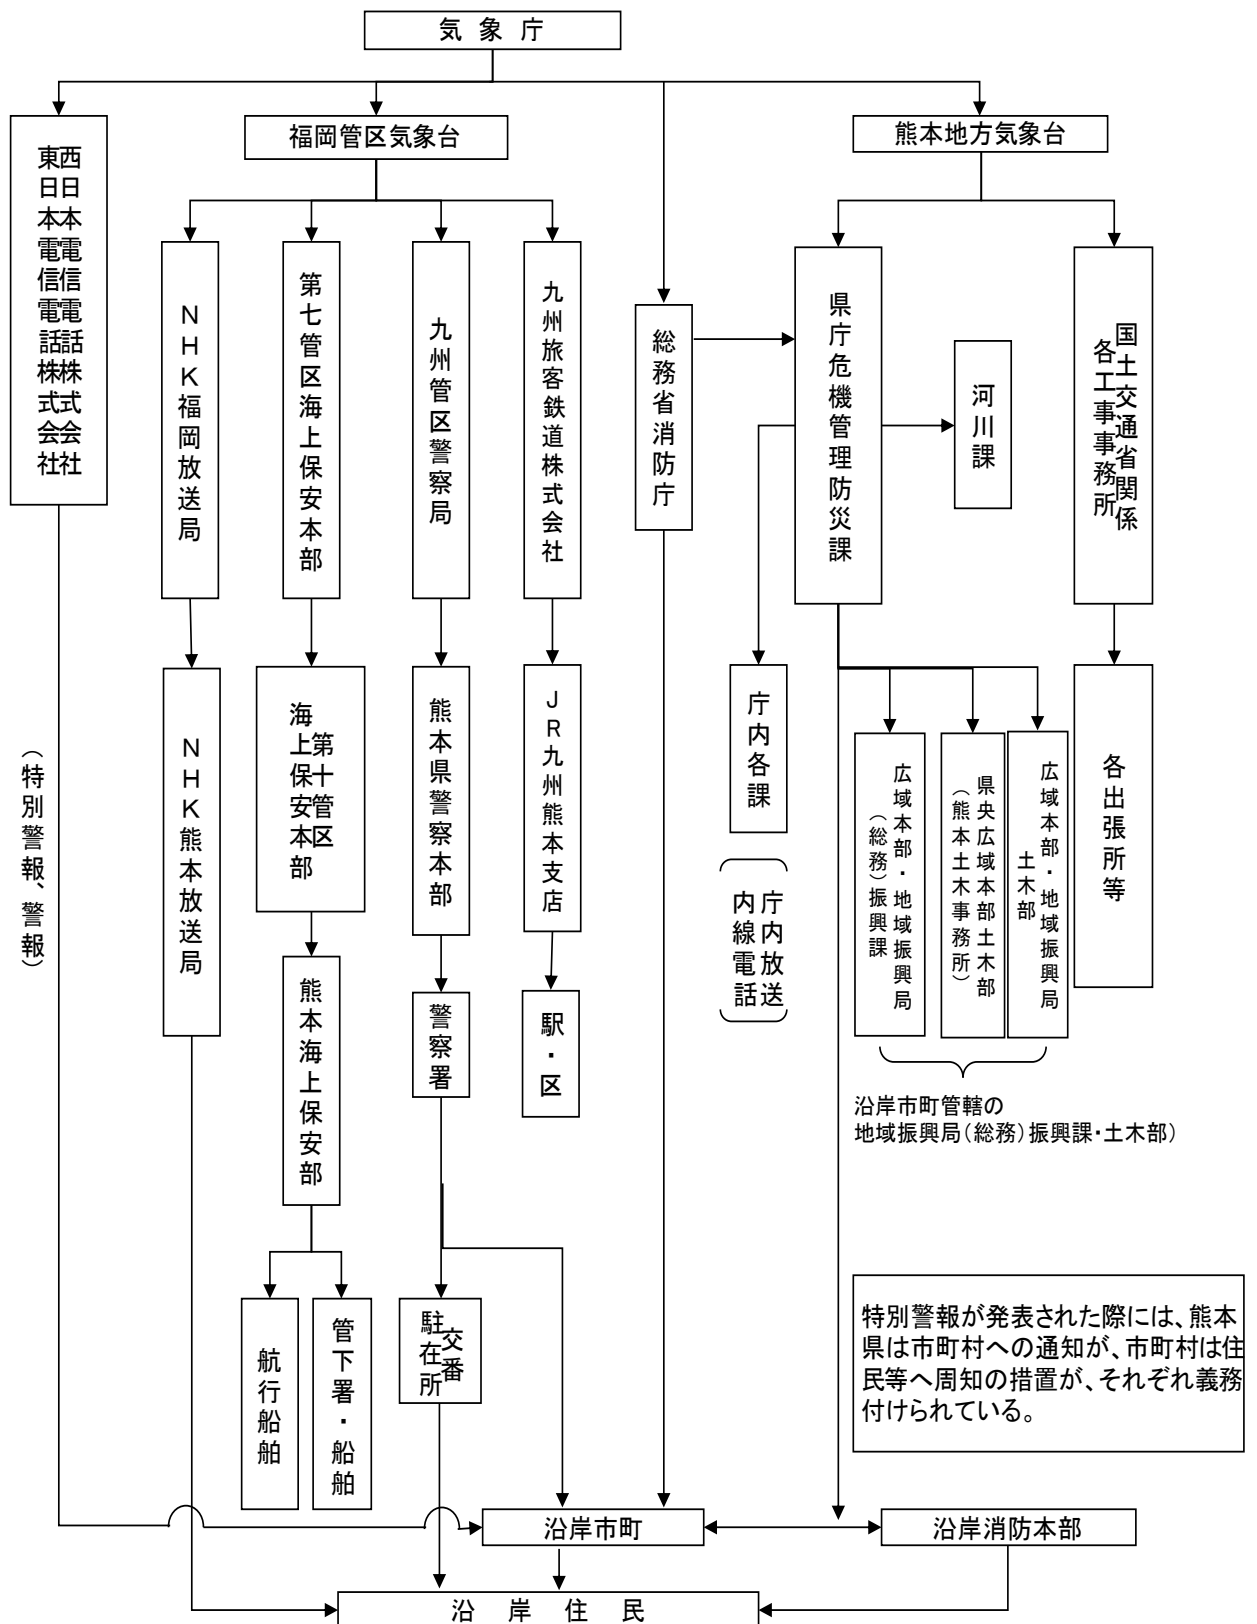 気象庁
福岡管区気象台
熊本地方気象台
西日本電信電話株式会社
東日本電信電話株式会社
NHK福岡放送局
第七管区海上保安本部
九州管区警察局
九州旅客鉄道株式会社
総務省消防庁
県庁危機管理防災課
河川課
国土交通省関係
各工事事務所
NHK熊本放送局
第十管区
海上保安本部
熊本県警察本部
JR九州熊本支店
庁内各課
広域本部・地域振興局
(総務)振興課
県央広域本部土木部
(熊本土木事務所)
広域本部・地域振興局
土木部
各出張所等
(特別警報、警報)
庁内放送
内線電話
熊本海上保安部
警察署
駅・区
沿岸市町管轄の
地域振興局(総務)振興課・土木部)
航行船舶
管下署・船舶
交番
駐在所
特別警報が発表された際には、熊本
県は市町村への通知が、市町村は住
民等へ周知の措置が、それぞれ義務
付けられている。
沿岸市町
沿岸消防本部
沿岸住民